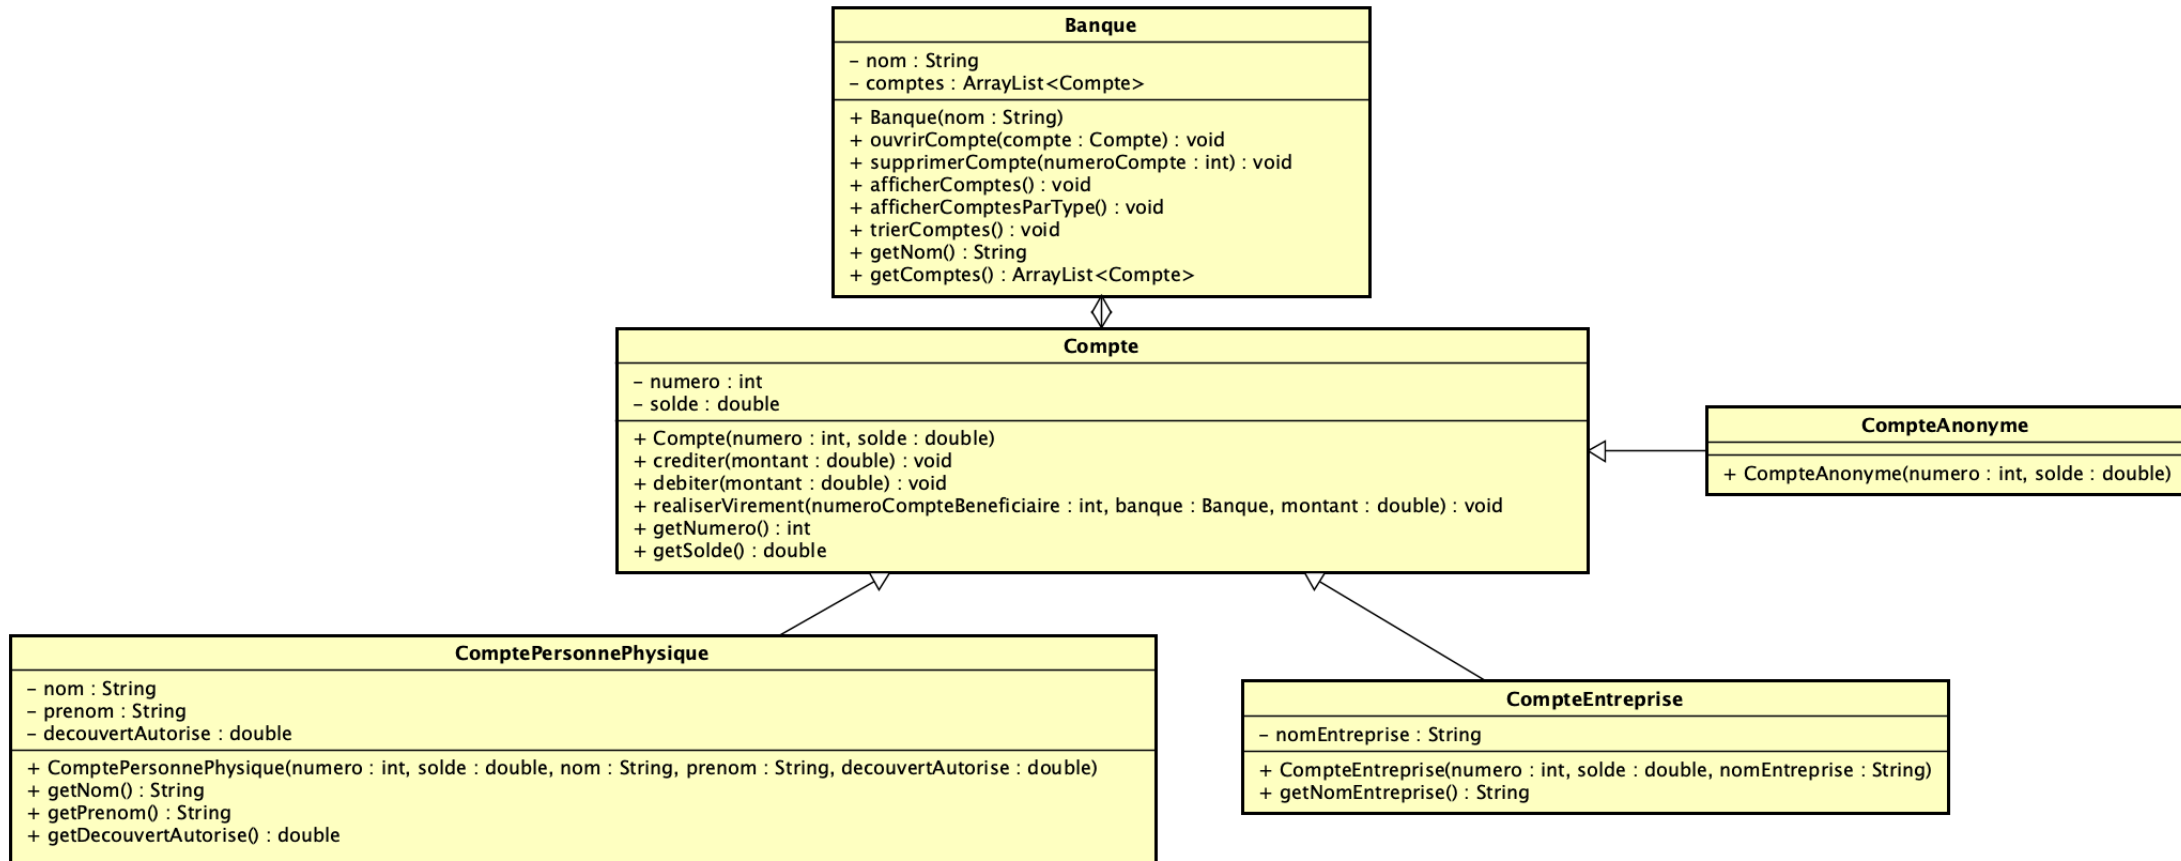 Banque
– nom : String
– comptes : ArrayList<Compte>
+ Banque(nom : String)
+ ouvrirCompte(compte : Compte) : void
+ supprimerCompte(numeroCompte : int) : void
+ afficherComptes() : void
+ afficherComptesParType() : void
+ trierComptes() : void
+ getNom() : String
+ getComptes() : ArrayList<Compte>
Compte
– numero : int
– solde : double
+ Compte(numero : int, solde : double)
+ crediter(montant : double) : void
+ debiter(montant : double) : void
+ realiserVirement(numeroCompteBeneficiaire : int, banque : Banque, montant : double) : void
+ getNumero() : int
+ getSolde() : double
CompteAnonyme
+ CompteAnonyme(numero : int, solde : double)
ComptePersonnePhysique
– nom : String
– prenom : String
– decouvertAutorise : double
+ ComptePersonnePhysique(numero : int, solde : double, nom : String, prenom : String, decouvertAutorise : double)
+ getNom() : String
+ getPrenom() : String
+ getDecouvertAutorise() : double
CompteEntreprise
– nomEntreprise : String
+ CompteEntreprise(numero : int, solde : double, nomEntreprise : String)
+ getNomEntreprise() : String